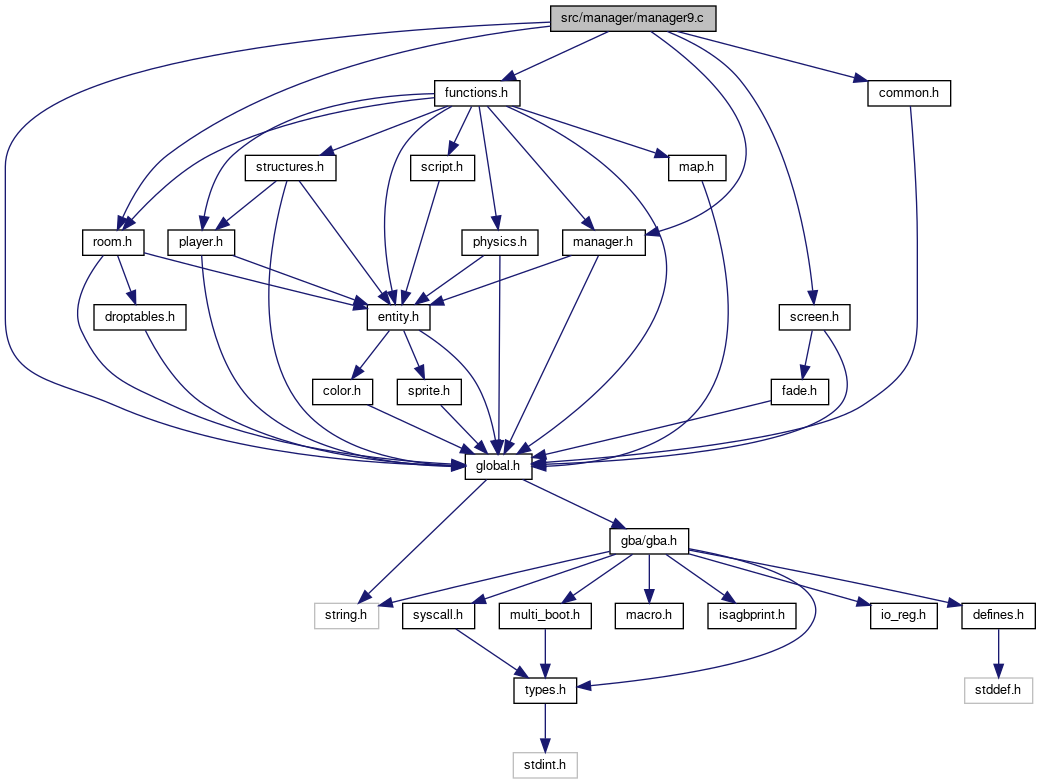 src/manager/manager9.c
functions.h
common.h
structures.h
script.h
map.h
room.h
player.h
physics.h
manager.h
droptables.h
entity.h
screen.h
color.h
sprite.h
fade.h
global.h
gba/gba.h
string.h
syscall.h
multi_boot.h
macro.h
isagbprint.h
io_reg.h
defines.h
types.h
stddef.h
stdint.h